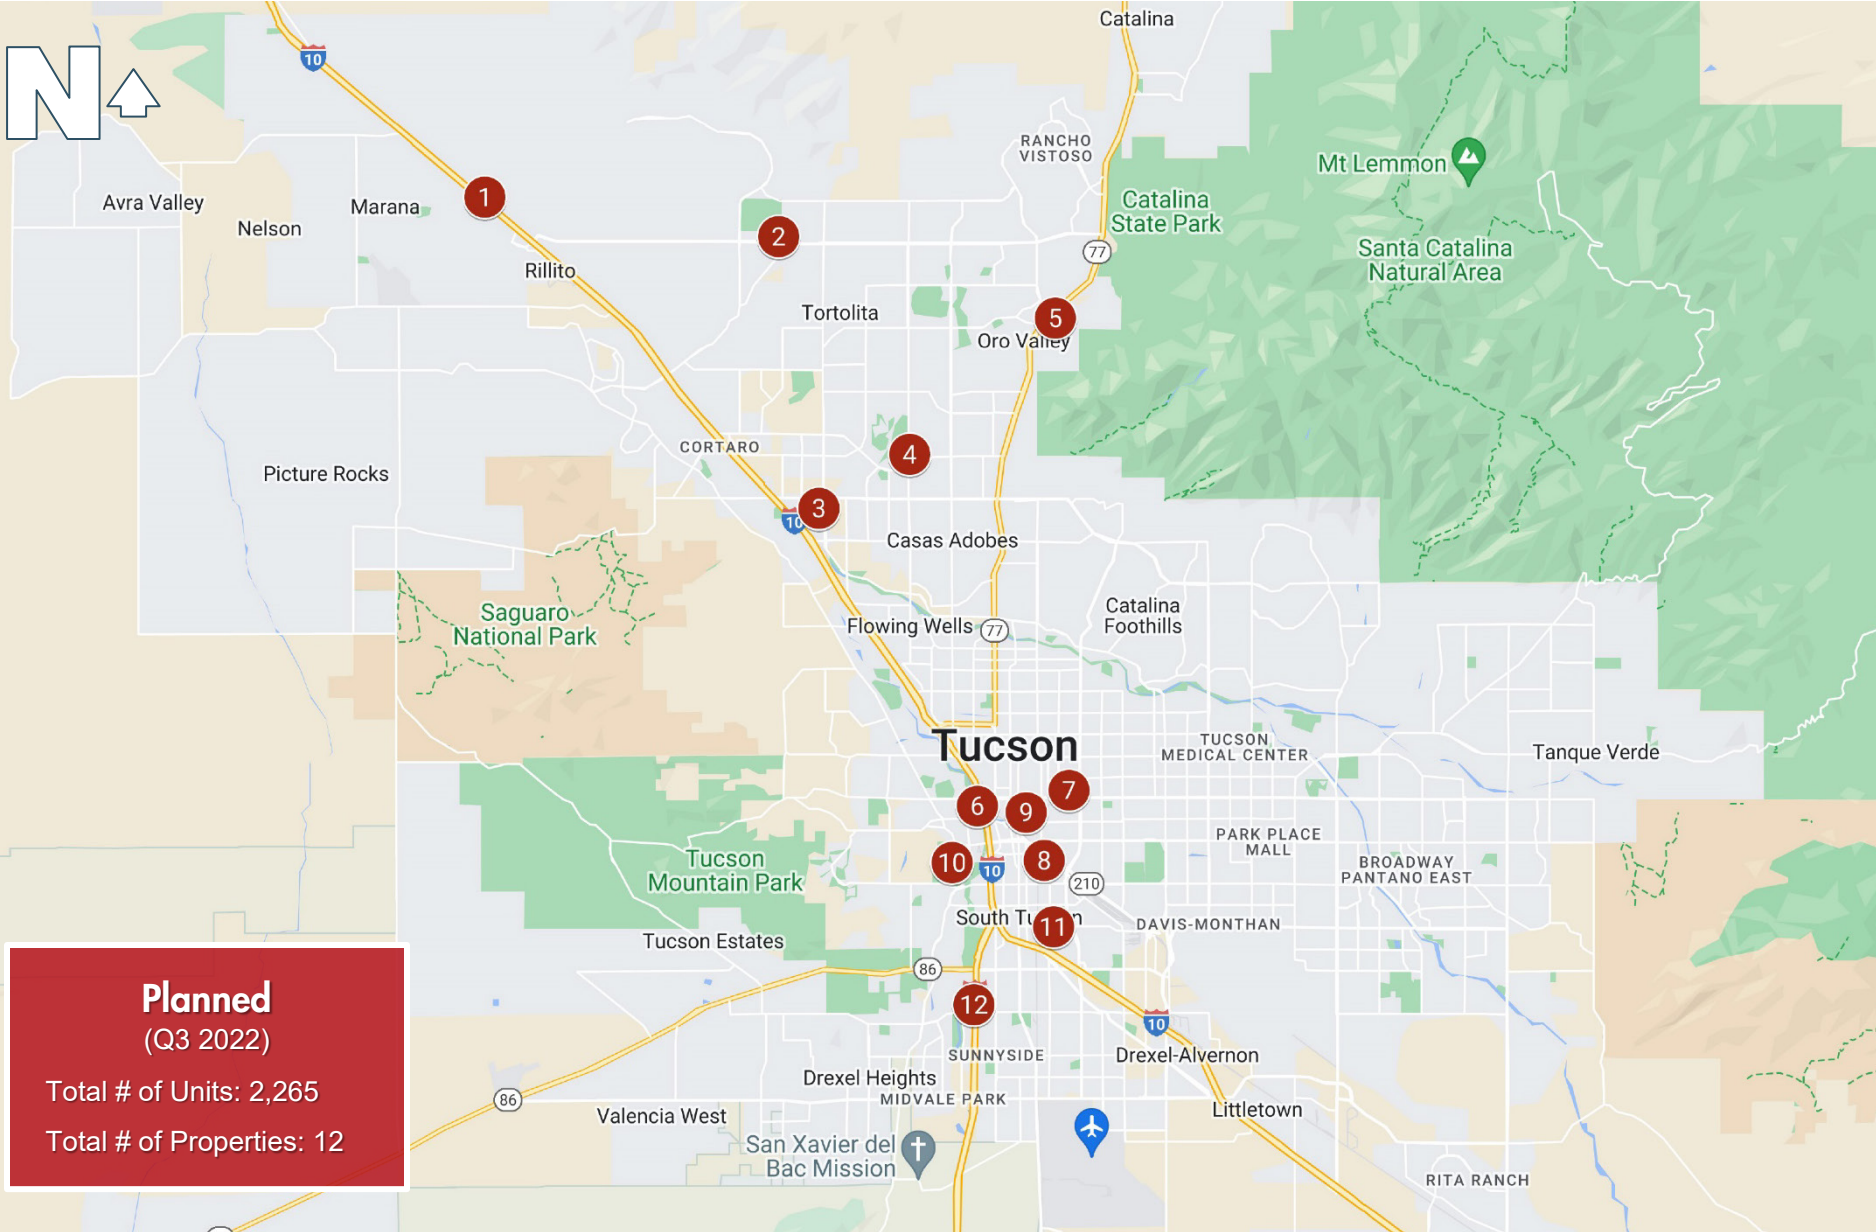 Catalina
10
N
RANCHO
VISTOSO
Mt Lemmon
Avra Valley
Marana
1
Catalina
State Park
Nelson
2
77
Santa Catalina
Natural Area
Rillito
Tortolita
5
Oro Valley
CORTARO
4
Picture Rocks
3
10
Casas Adobes
Saguaro
National Park
Catalina
Foothills
Flowing Wells
77
Tucson
TUCSON
MEDICAL CENTER
Tanque Verde
7
6
9
PARK PLACE
MALL
Tucson
Mountain Park
10
10
8
BROADWAY
PANTANO EAST
210
South Tucson
11
DAVIS-MONTHAN
Tucson Estates
86
12
10
SUNNYSIDE
Drexel-Alvernon
Drexel Heights
MIDVALE PARK
86
Valencia West
Littletown
San Xavier del
Bac Mission
RITA RANCH
Planned
(Q3 2022)
Total # of Units: 2,265
Total # of Properties: 12